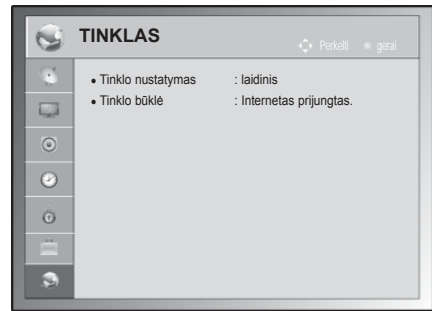 TINKLAS
Perkelti gerai
• Tinklo nustatymas : laidinis
• Tinklo būklė : Internetas prijungtas.